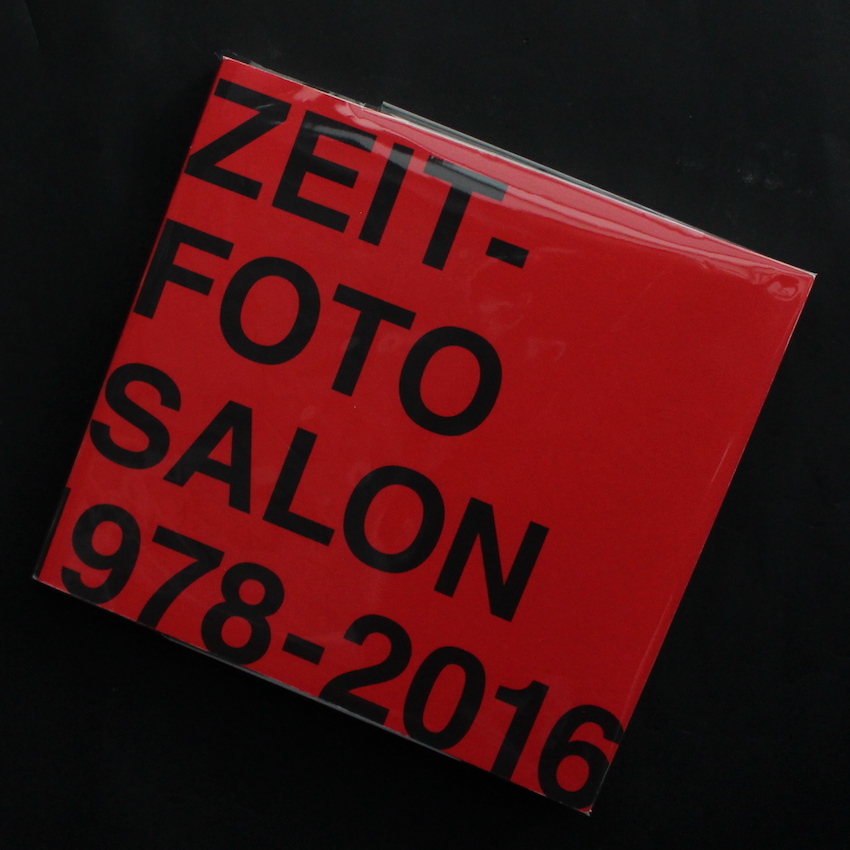 ZEIT-
FOTO
SALON
1978-2016